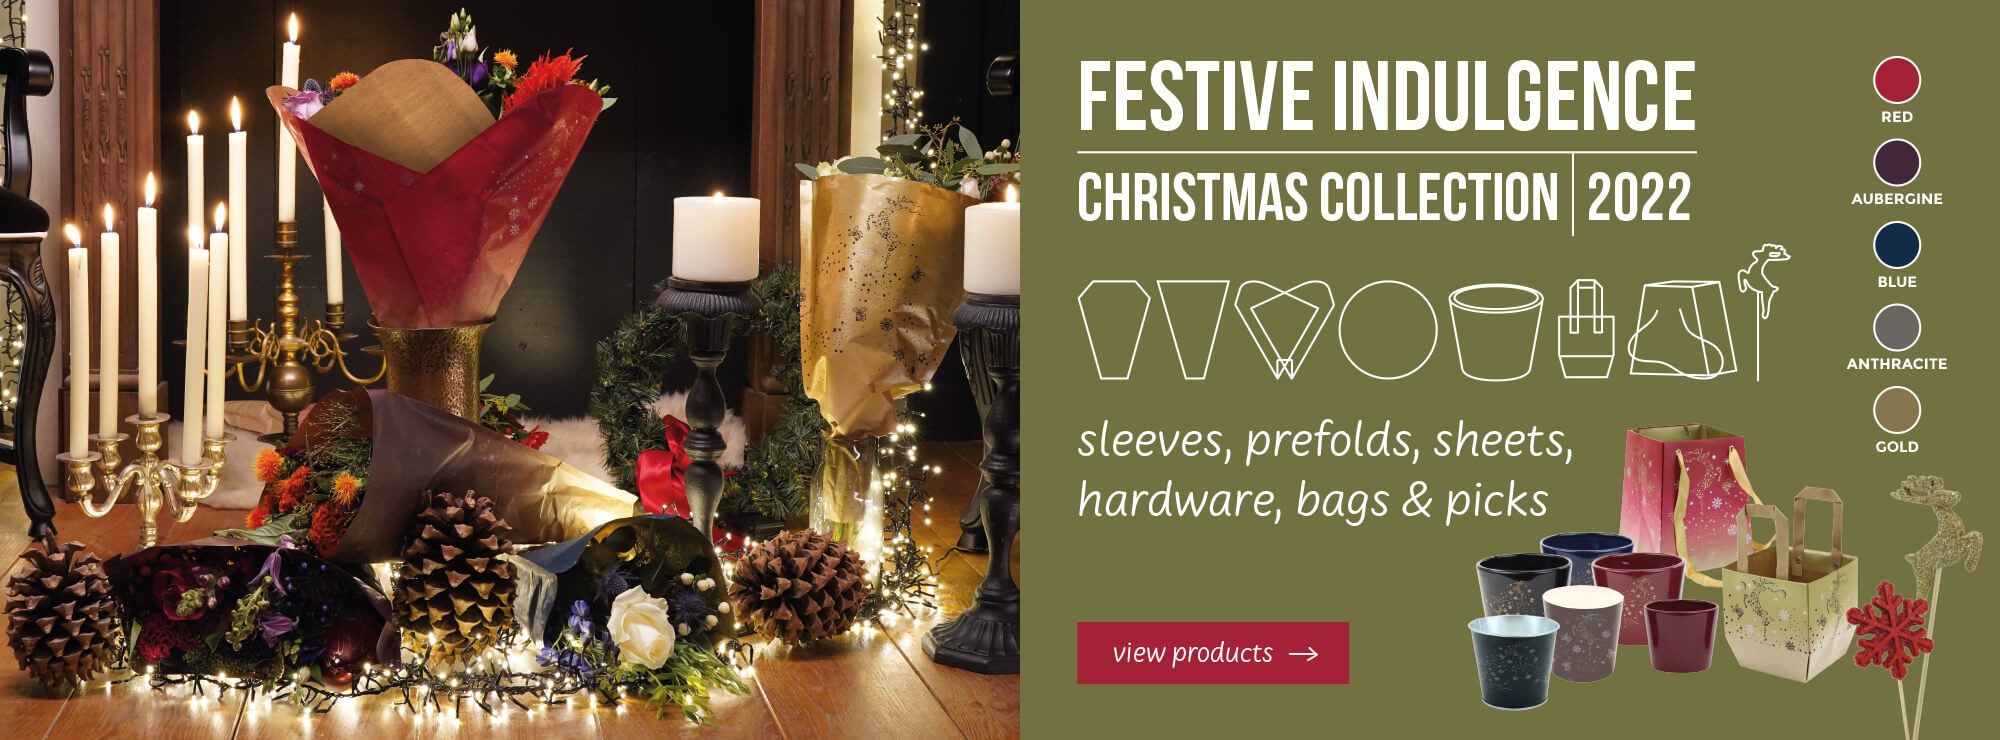 FESTIVE INDULGENCE
CHRISTMAS COLLECTION 2022
sleeves, prefolds, sheets,
hardware, bags & picks
view products →
RED
AUBERGINE
BLUE
ANTHRACITE
GOLD